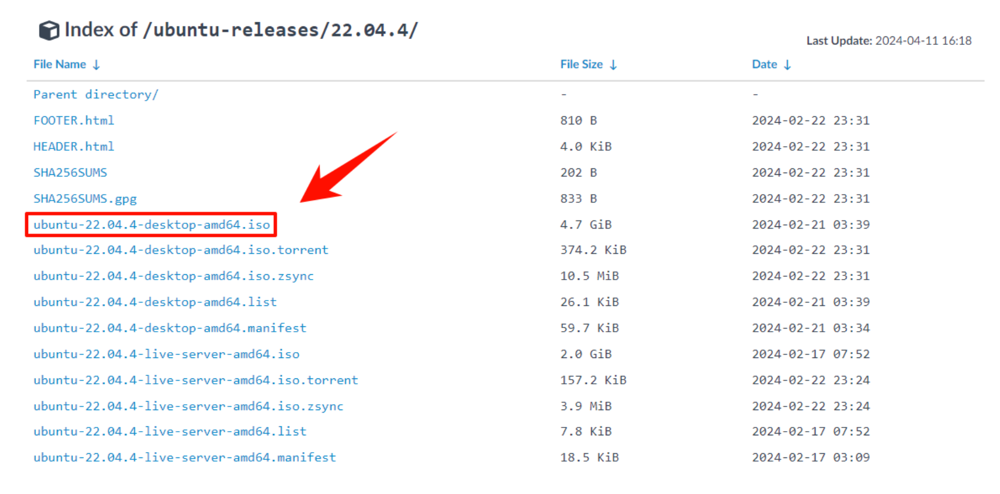 Index of /ubuntu-releases/22.04.4/
Last Update: 2024-04-11 16:18
File Name ↓ File Size ↓ Date ↓
Parent directory/ - -
FOOTER.html 810 B 2024-02-22 23:31
HEADER.html 4.0 KiB 2024-02-22 23:31
SHA256SUMS 202 B 2024-02-22 23:31
SHA256SUMS.gpg 833 B 2024-02-22 23:31
ubuntu-22.04.4-desktop-amd64.iso 4.7 GiB 2024-02-21 03:39
ubuntu-22.04.4-desktop-amd64.iso.torrent 374.2 KiB 2024-02-22 23:31
ubuntu-22.04.4-desktop-amd64.iso.zsync 10.5 MiB 2024-02-22 23:31
ubuntu-22.04.4-desktop-amd64.list 26.1 KiB 2024-02-21 03:39
ubuntu-22.04.4-desktop-amd64.manifest 59.7 KiB 2024-02-21 03:34
ubuntu-22.04.4-live-server-amd64.iso 2.0 GiB 2024-02-17 07:52
ubuntu-22.04.4-live-server-amd64.iso.torrent 157.2 KiB 2024-02-22 23:24
ubuntu-22.04.4-live-server-amd64.iso.zsync 3.9 MiB 2024-02-22 23:24
ubuntu-22.04.4-live-server-amd64.list 7.8 KiB 2024-02-17 07:52
ubuntu-22.04.4-live-server-amd64.manifest 18.5 KiB 2024-02-17 03:09